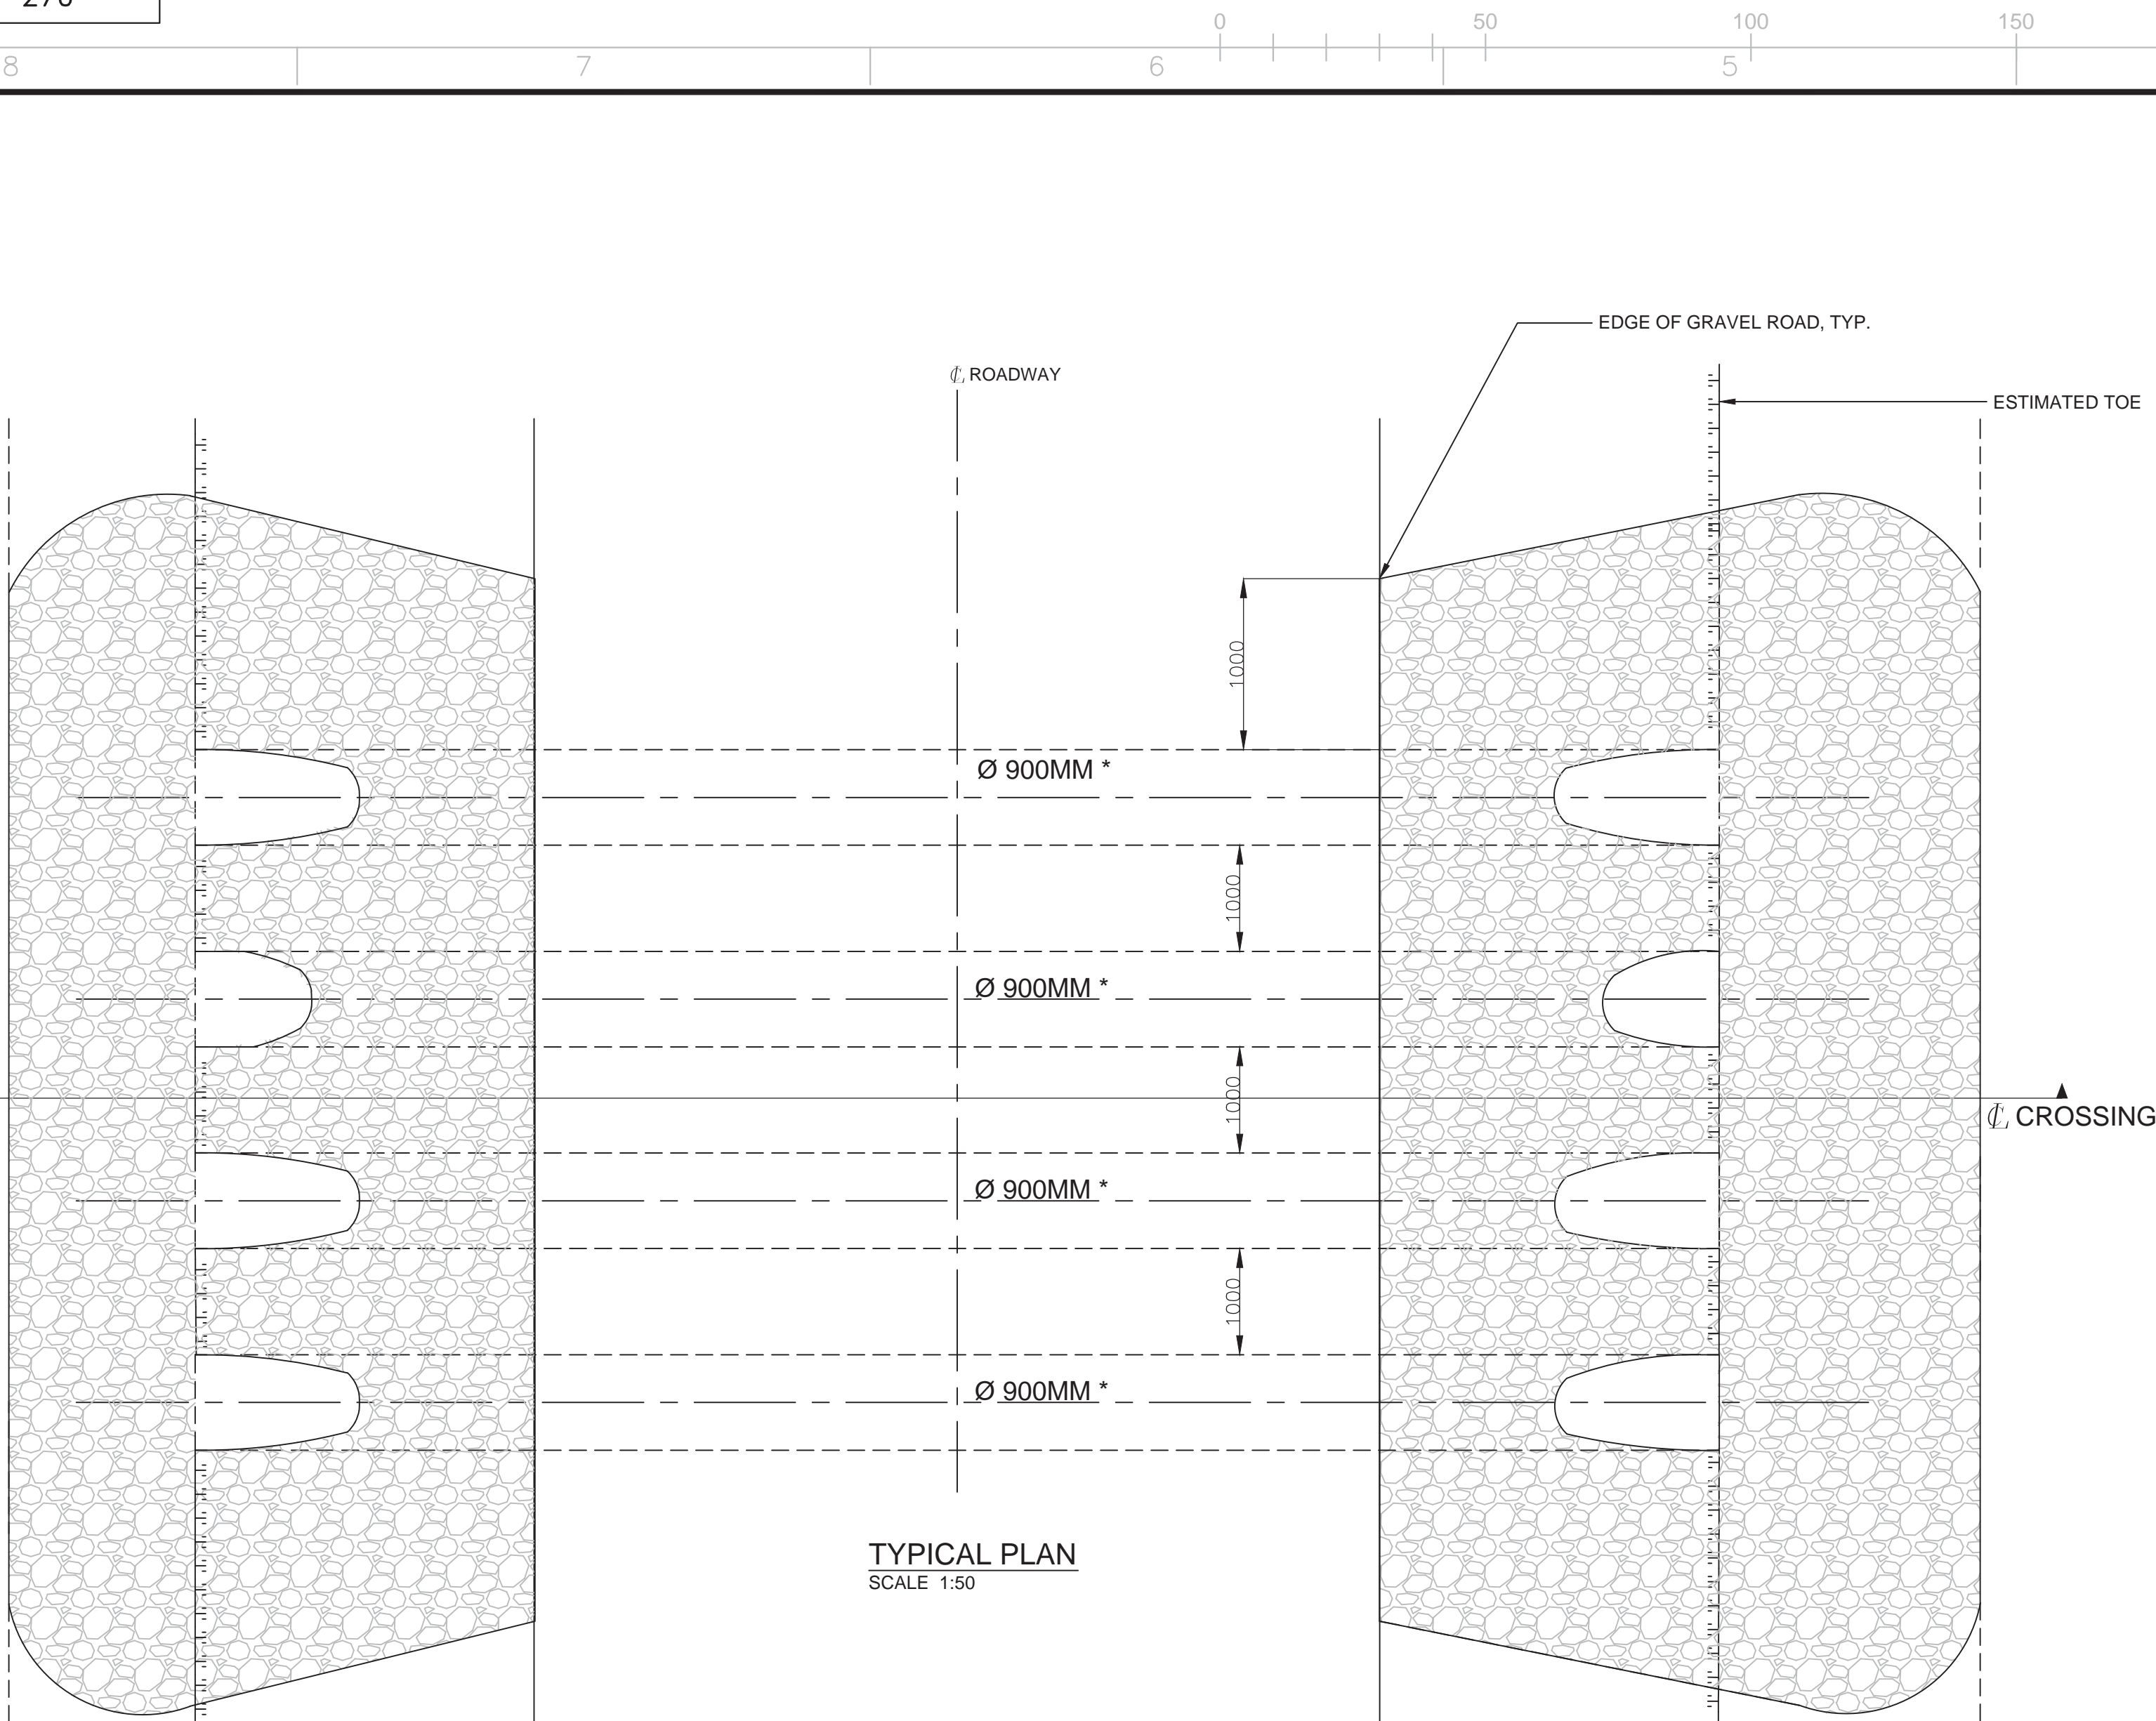 0 50 100 150
8 7 6 5
EDGE OF GRAVEL ROAD, TYP.
℄ ROADWAY
ESTIMATED TOE
1000
Ø 900MM *
1000
Ø 900MM *
1000
℄ CROSSING
Ø 900MM *
1000
Ø 900MM *
TYPICAL PLAN
SCALE 1:50